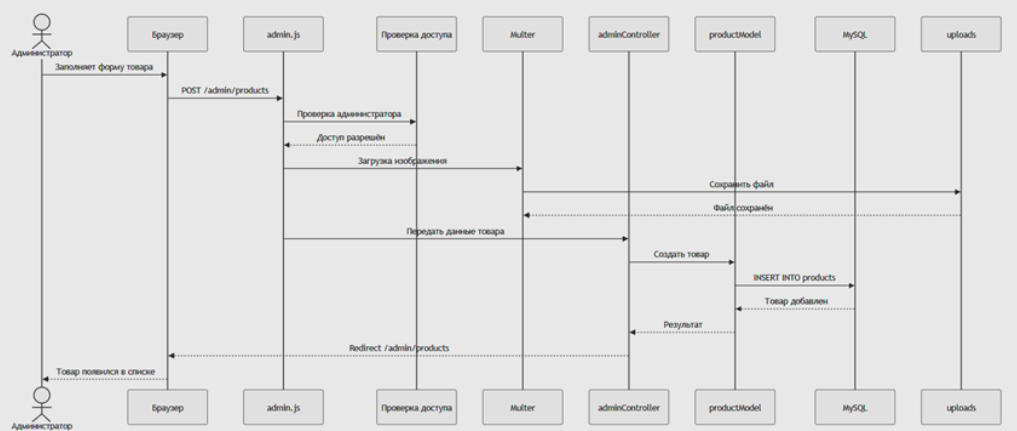 Администратор
Браузер
admin.js
Проверка доступа
Multer
adminController
productModel
MySQL
uploads
Заполняет форму товара
POST /admin/products
Проверка администратора
Доступ разрешён
Загрузка изображения
Сохранить файл
Файл сохранён
Передать данные товара
Создать товар
INSERT INTO products
Товар добавлен
Результат
Redirect /admin/products
Товар появился в списке
Администратор
Браузер
admin.js
Проверка доступа
Multer
adminController
productModel
MySQL
uploads